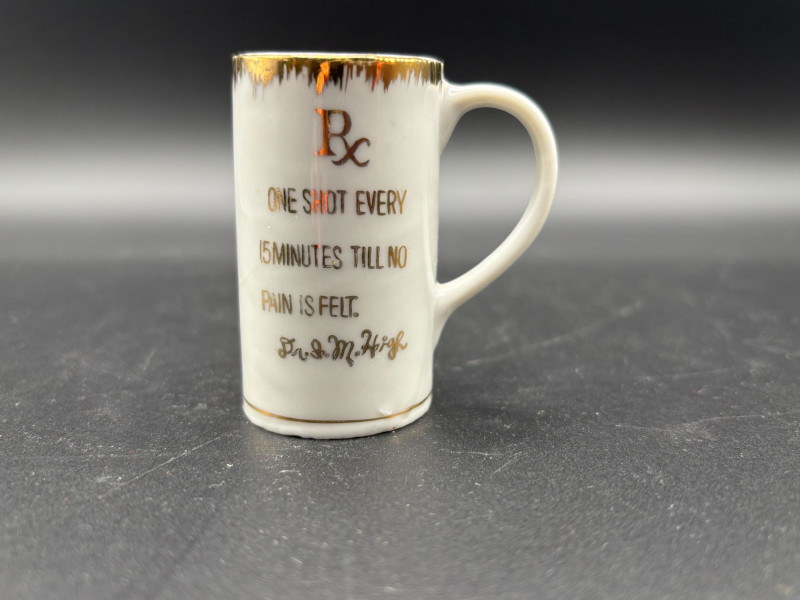 Rx
ONE SHOT EVERY
15 MINUTES TILL NO
PAIN IS FELT.
Dr. I. M. High